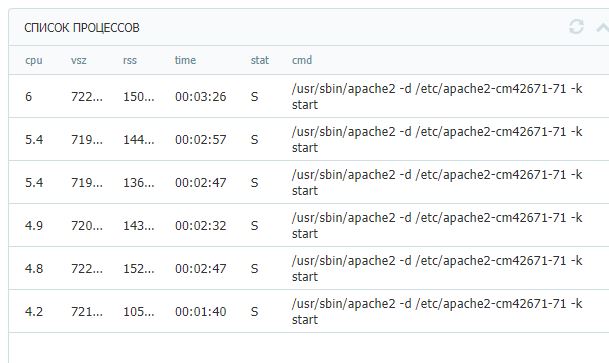 СПИСОК ПРОЦЕССОВ
cpu vsz rss time stat cmd
6 722... 150... 00:03:26 S /usr/sbin/apache2 -d /etc/apache2-cm42671-71 -k
start
5.4 719... 144... 00:02:57 S /usr/sbin/apache2 -d /etc/apache2-cm42671-71 -k
start
5.4 719... 136... 00:02:47 S /usr/sbin/apache2 -d /etc/apache2-cm42671-71 -k
start
4.9 720... 143... 00:02:32 S /usr/sbin/apache2 -d /etc/apache2-cm42671-71 -k
start
4.8 722... 152... 00:02:47 S /usr/sbin/apache2 -d /etc/apache2-cm42671-71 -k
start
4.2 721... 105... 00:01:40 S /usr/sbin/apache2 -d /etc/apache2-cm42671-71 -k
start